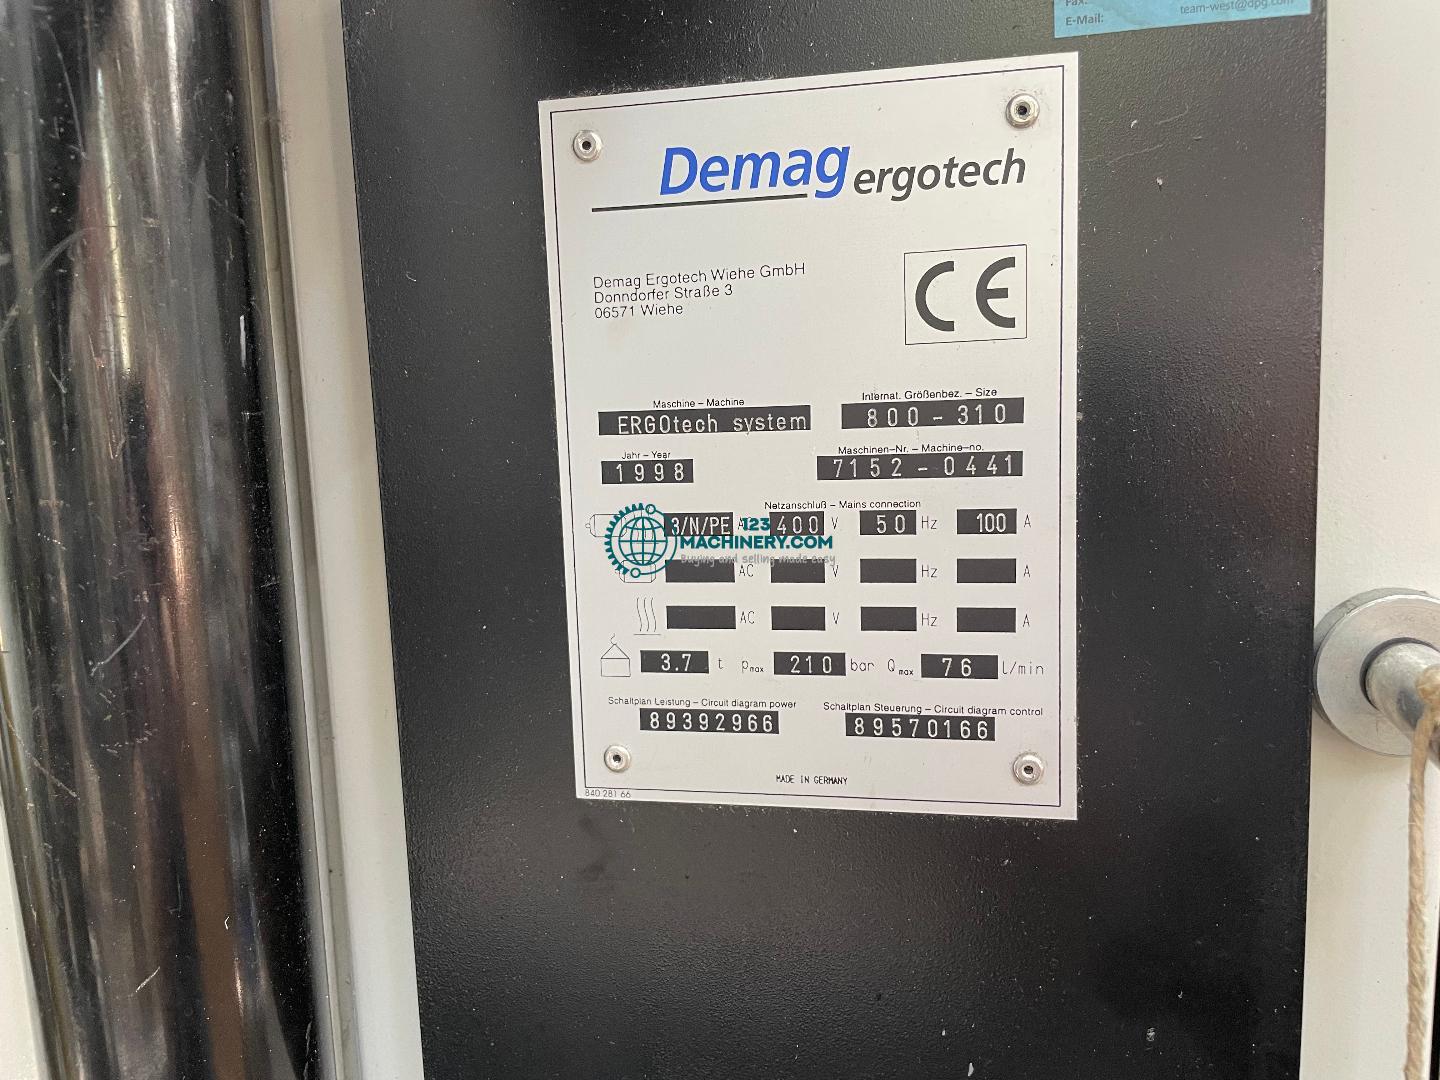 Fax:
team-west@dpg.com
E-Mail:
Demag ergotech
Demag Ergotech Wiehe GmbH
Donndorfer Straße 3
06571 Wiehe
CE
Maschine – Machine
ERGOtech system
Internat. Größenbez. – Size
800 - 310
Jahr – Year
1998
Maschinen-Nr. – Machine-no.
7152 - 0441
Netzanschluß – Mains connection
3/N/PE 400 V 50 Hz 100 A
123
MACHINERY.COM
Buying and selling made easy
AC V Hz A
AC V Hz A
3.7 t pmax 210 bar Qmax 76 l/min
Schaltplan Leistung – Circuit diagram power
89392966
Schaltplan Steuerung – Circuit diagram control
89570166
MADE IN GERMANY
840 281 66